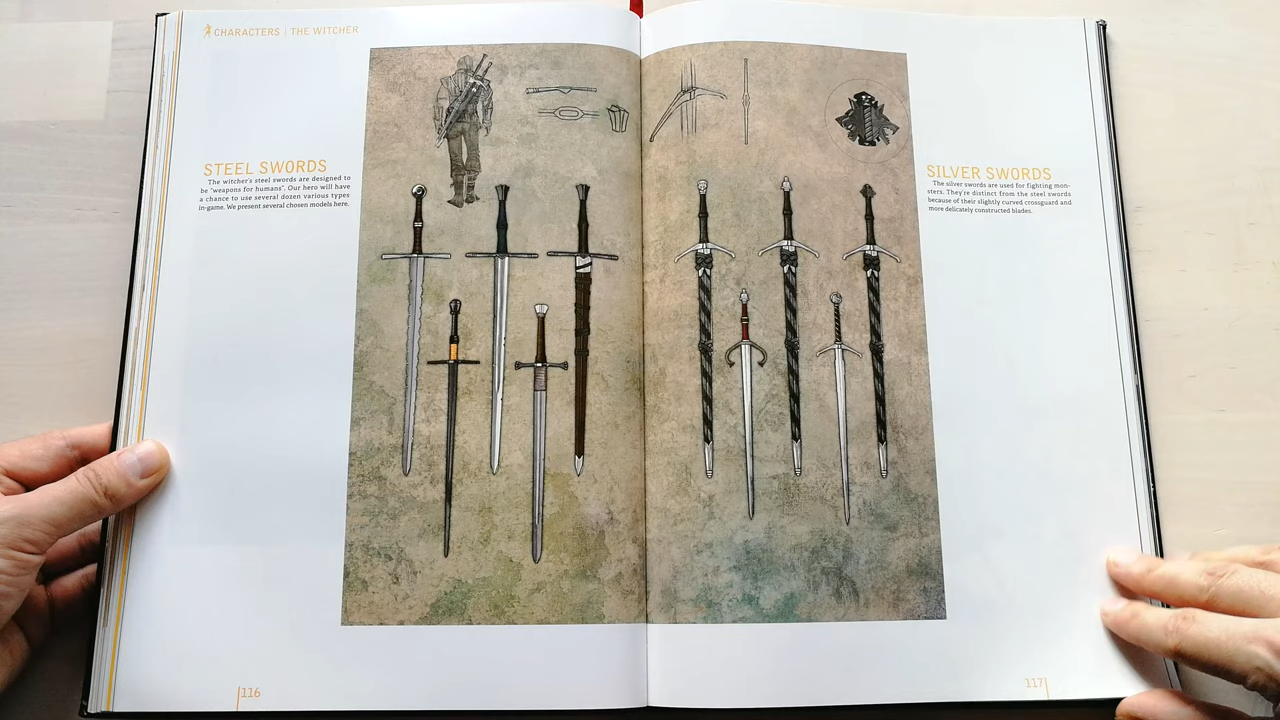 CHARACTERS | THE WITCHER
STEEL SWORDS
The witcher's steel swords are designed to
be "weapons for humans". Our hero will have
a chance to use several dozen various types
in-game. We present several chosen models here.
116
SILVER SWORDS
The silver swords are used for fighting mon-
sters. They're distinct from the steel swords
because of their slightly curved crossguard and
more delicately constructed blades.
117